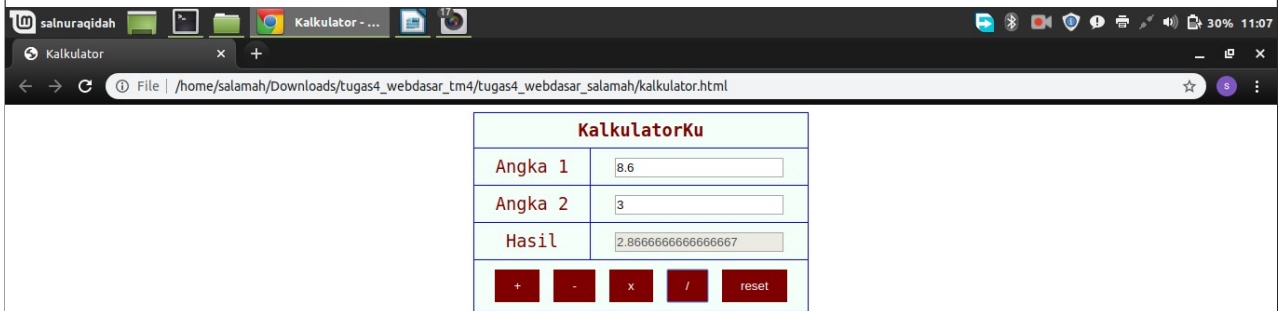 salnuraqidah Kalkulator - ... 17 30% 11:07
Kalkulator
File | /home/salamah/Downloads/tugas4_webdasar_tm4/tugas4_webdasar_salamah/kalkulator.html S
KalkulatorKu
Angka 1 8.6
Angka 2 3
Hasil 2.8666666666666667
+ - x / reset